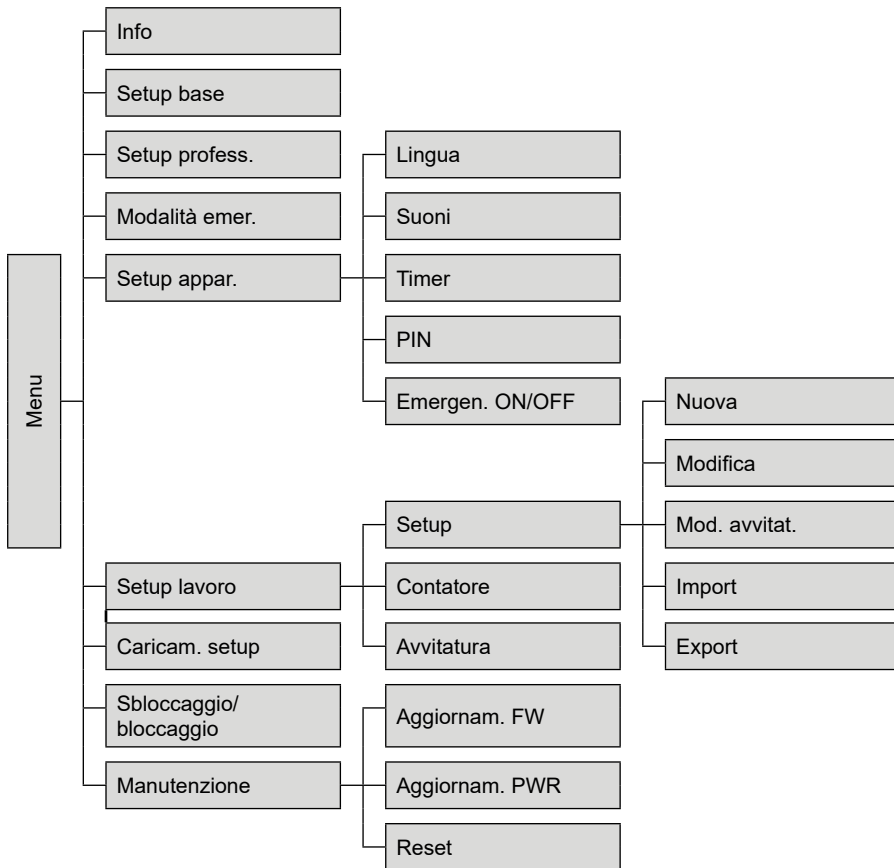 Menu
Info
Setup base
Setup profess.
Modalità emer.
Setup appar.
Lingua
Suoni
Timer
PIN
Emergen. ON/OFF
Setup lavoro
Setup
Nuova
Modifica
Mod. avvitat.
Import
Export
Contatore
Avvitatura
Caricam. setup
Sbloccaggio/
bloccaggio
Manutenzione
Aggiornam. FW
Aggiornam. PWR
Reset